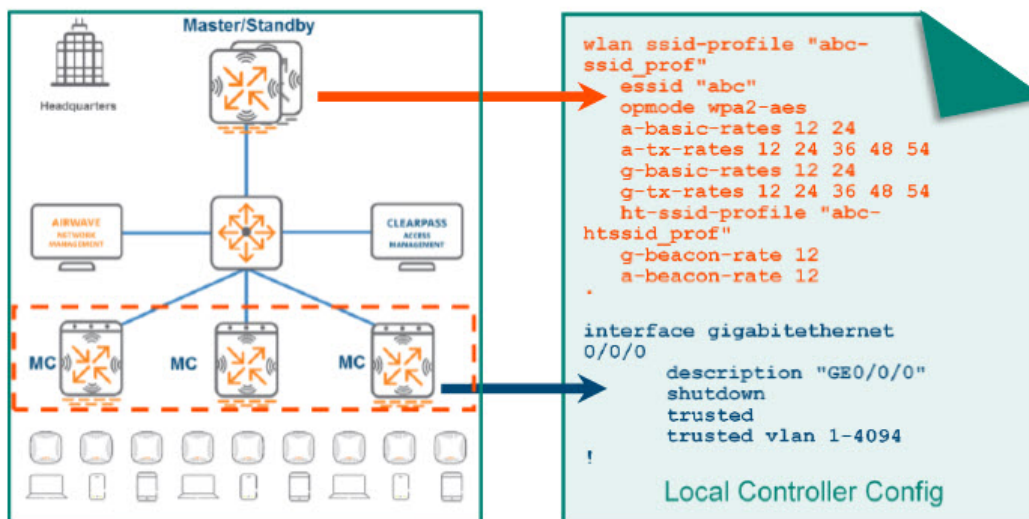 Master/Standby
Headquarters
AIRWAVE
NETWORK
MANAGEMENT
CLEARPASS
ACCESS
MANAGEMENT
MC
MC
MC
wlan ssid-profile "abc-
ssid_prof"
essid "abc"
opmode wpa2-aes
a-basic-rates 12 24
a-tx-rates 12 24 36 48 54
g-basic-rates 12 24
g-tx-rates 12 24 36 48 54
ht-ssid-profile "abc-
htssid_prof"
g-beacon-rate 12
a-beacon-rate 12
.
interface gigabitethernet
0/0/0
description "GE0/0/0"
shutdown
trusted
trusted vlan 1-4094
!
Local Controller Config